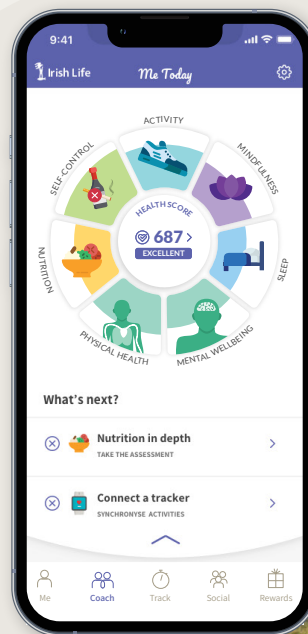 9:41
Irish Life
Me Today
ACTIVITY
MINDFULNESS
SLEEP
MENTAL WELLBEING
PHYSICAL HEALTH
NUTRITION
SELF-CONTROL
HEALTH SCORE
687 >
EXCELLENT
What's next?
Nutrition in depth
TAKE THE ASSESSMENT
Connect a tracker
SYNCHRONYSE ACTIVITIES
Me
Coach
Track
Social
Rewards